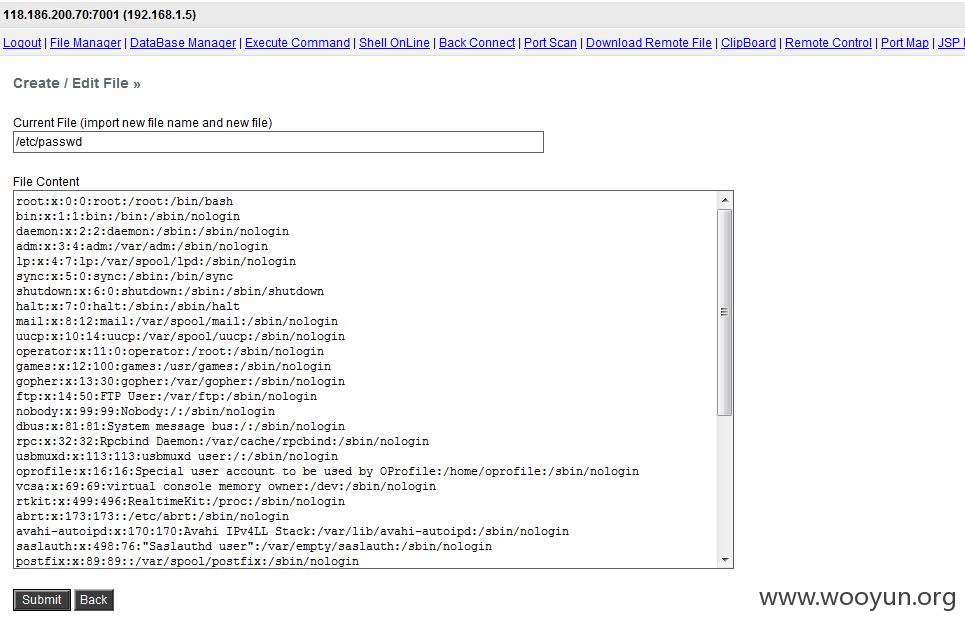 118.186.200.70:7001 (192.168.1.5)
Logout | File Manager | DataBase Manager | Execute Command | Shell OnLine | Back Connect | Port Scan | Download Remote File | ClipBoard | Remote Control | Port Map | JSP
Create / Edit File »
Current File (import new file name and new file)
/etc/passwd
File Content
root:x:0:0:root:/root:/bin/bash
bin:x:1:1:bin:/bin:/sbin/nologin
daemon:x:2:2:daemon:/sbin:/sbin/nologin
adm:x:3:4:adm:/var/adm:/sbin/nologin
lp:x:4:7:lp:/var/spool/lpd:/sbin/nologin
sync:x:5:0:sync:/sbin:/bin/sync
shutdown:x:6:0:shutdown:/sbin:/sbin/shutdown
halt:x:7:0:halt:/sbin:/sbin/halt
mail:x:8:12:mail:/var/spool/mail:/sbin/nologin
uucp:x:10:14:uucp:/var/spool/uucp:/sbin/nologin
operator:x:11:0:operator:/root:/sbin/nologin
games:x:12:100:games:/usr/games:/sbin/nologin
gopher:x:13:30:gopher:/var/gopher:/sbin/nologin
ftp:x:14:50:FTP User:/var/ftp:/sbin/nologin
nobody:x:99:99:Nobody:/:/sbin/nologin
dbus:x:81:81:System message bus:/:/sbin/nologin
rpc:x:32:32:Rpcbind Daemon:/var/cache/rpcbind:/sbin/nologin
usbmuxd:x:113:113:usbmuxd user:/:/sbin/nologin
oprofile:x:16:16:Special user account to be used by OProfile:/home/oprofile:/sbin/nologin
vcsa:x:69:69:virtual console memory owner:/dev:/sbin/nologin
rtkit:x:499:496:RealtimeKit:/proc:/sbin/nologin
abrt:x:173:173::/etc/abrt:/sbin/nologin
avahi-autoipd:x:170:170:Avahi IPv4LL Stack:/var/lib/avahi-autoipd:/sbin/nologin
saslauth:x:498:76:"Saslauthd user":/var/empty/saslauth:/sbin/nologin
postfix:x:89:89::/var/spool/postfix:/sbin/nologin
Submit Back
www.wooyun.org